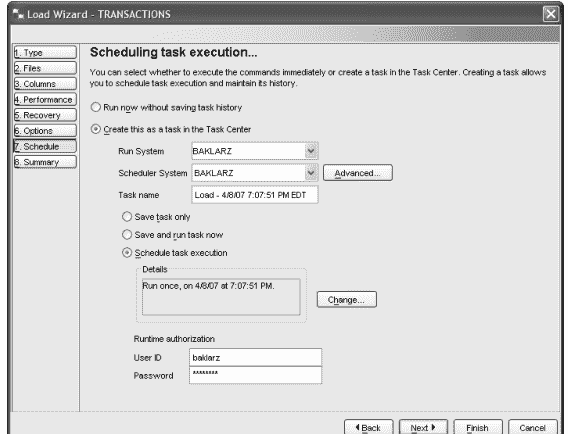 Load Wizard - TRANSACTIONS
1. Type
2. Files
3. Columns
4. Performance
5. Recovery
6. Options
7. Schedule
8. Summary
Scheduling task execution...
You can select whether to execute the commands immediately or create a task in the Task Center. Creating a task allows
you to schedule task execution and maintain its history.
Run now without saving task history
Create this as a task in the Task Center
Run System BAKLARZ
Scheduler System BAKLARZ Advanced...
Task name Load - 4/8/07 7:07:51 PM EDT
Save task only
Save and run task now
Schedule task execution
Details
Run once, on 4/8/07 at 7:07:51 PM.
Change...
Runtime authorization
User ID baklarz
Password ********
Back Next Finish Cancel